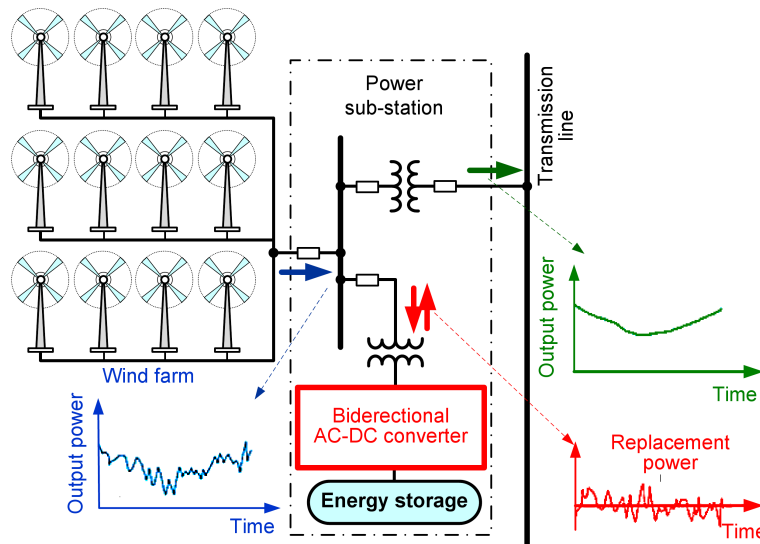 Power
sub-station
Transmission
line
Wind farm
Output power
Time
Output power
Time
Biderectional
AC-DC converter
Energy storage
Replacement
power
Time